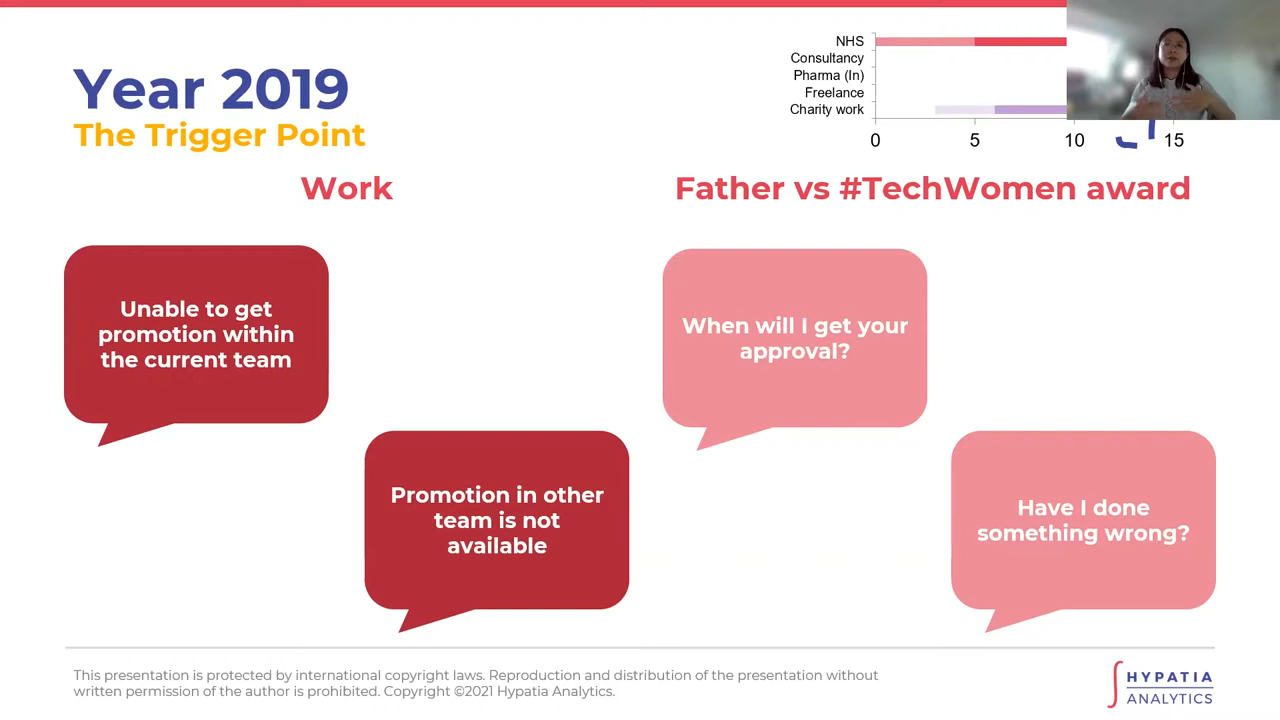 Year 2019
The Trigger Point
NHS
Consultancy
Pharma (In)
Freelance
Charity work
0 5 10 15
Work
Father vs #TechWomen award
Unable to get
promotion within
the current team
When will I get your
approval?
Promotion in other
team is not
available
Have I done
something wrong?
This presentation is protected by international copyright laws. Reproduction and distribution of the presentation without
written permission of the author is prohibited. Copyright ©2021 Hypatia Analytics.
HYPATIA
ANALYTICS